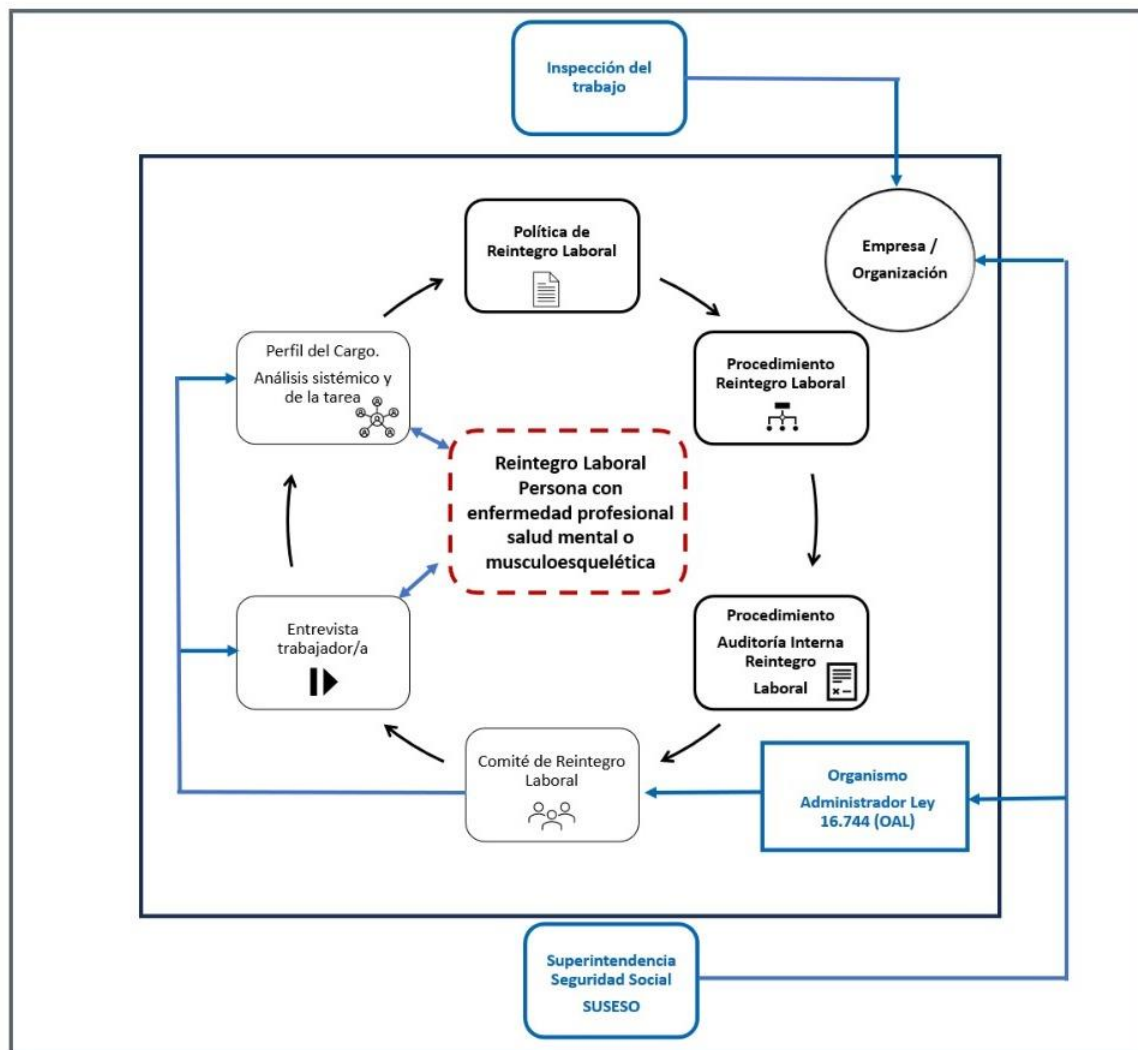 Inspección del
trabajo
Empresa /
Organización
Política de
Reintegro Laboral
Perfil del Cargo.
Análisis sistémico y
de la tarea
Procedimiento
Reintegro Laboral
Reintegro Laboral
Persona con
enfermedad profesional
salud mental o
musculoesquelética
Entrevista
trabajador/a
Procedimiento
Auditoría Interna
Reintegro
Laboral
Comité de Reintegro
Laboral
Organismo
Administrador Ley
16.744 (OAL)
Superintendencia
Seguridad Social
SUSESO